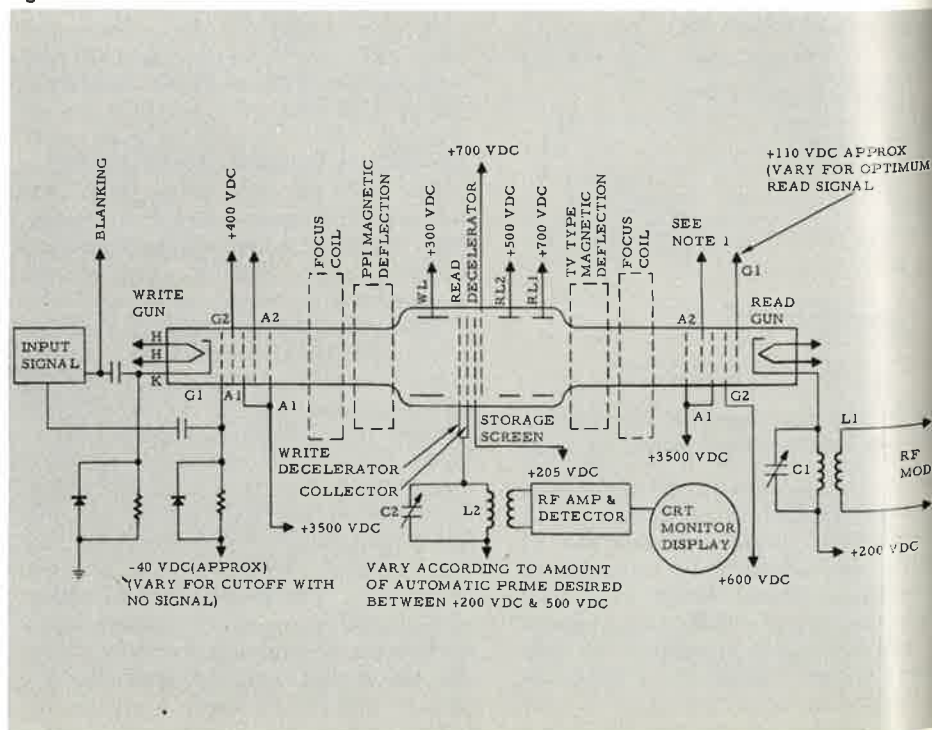 BLANKING
+400 VDC
FOCUS
COIL
PPI MAGNETIC
DEFLECTION
+300 VDC
READ
DECELERATOR
+700 VDC
+500 VDC
+700 VDC
TV TYPE
MAGNETIC
DEFLECTION
FOCUS
COIL
SEE
NOTE 1
+110 VDC APPROX
(VARY FOR OPTIMUM
READ SIGNAL
WRITE
GUN
G2
A2
WL
RL2
RL1
A2
G1
READ
GUN
INPUT
SIGNAL
H
H
K
G1
A1
A1
WRITE
DECELERATOR
COLLECTOR
STORAGE
SCREEN
+205 VDC
A1
G2
+3500 VDC
C1
L1
RF
MOD
+3500 VDC
C2
L2
RF AMP &
DETECTOR
CRT
MONITOR
DISPLAY
+200 VDC
+600 VDC
-40 VDC(APPROX)
(VARY FOR CUTOFF WITH
NO SIGNAL)
VARY ACCORDING TO AMOUNT
OF AUTOMATIC PRIME DESIRED
BETWEEN +200 VDC & 500 VDC